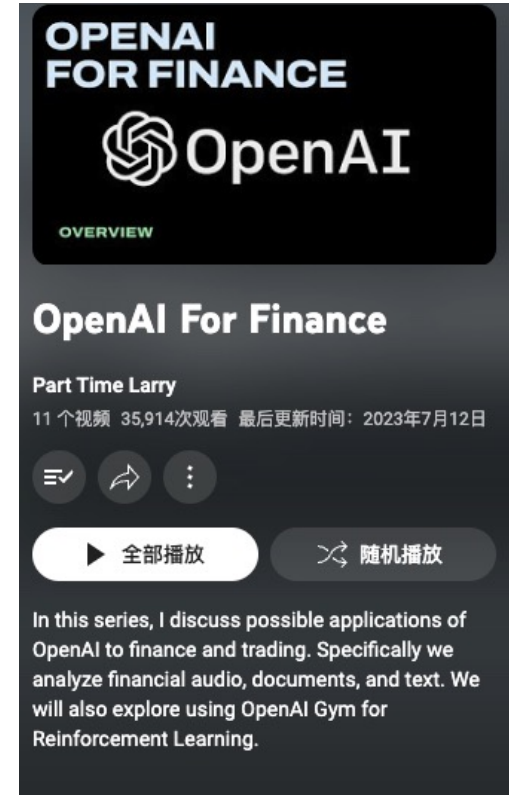 OPENAI
FOR FINANCE
OpenAI
OVERVIEW
OpenAI For Finance
Part Time Larry
11 个视频 35,914次观看 最后更新时间：2023年7月12日
全部播放
随机播放
In this series, I discuss possible applications of
OpenAI to finance and trading. Specifically we
analyze financial audio, documents, and text. We
will also explore using OpenAI Gym for
Reinforcement Learning.